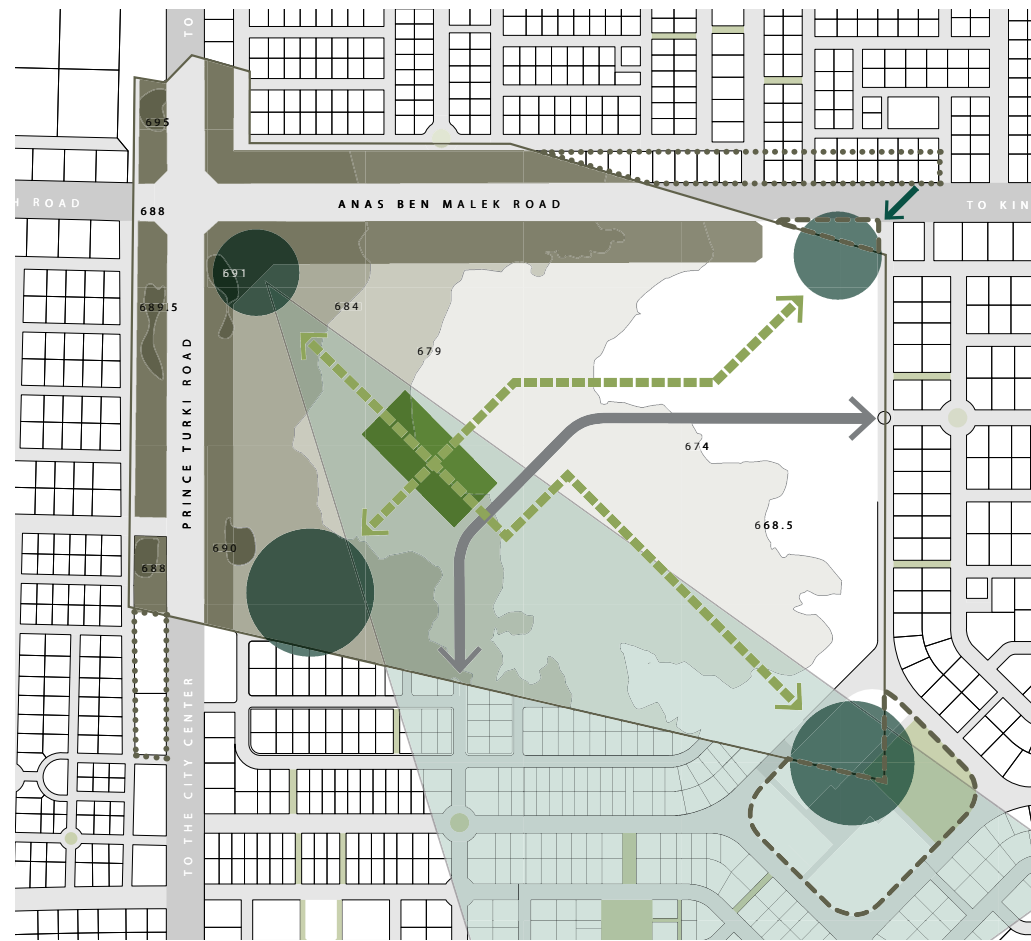 TO
695
688
H ROAD
ANAS BEN MALEK ROAD
TO KIN
691
689.5
684
679
PRINCE TURKI ROAD
674
668.5
690
688
TO THE CITY CENTER